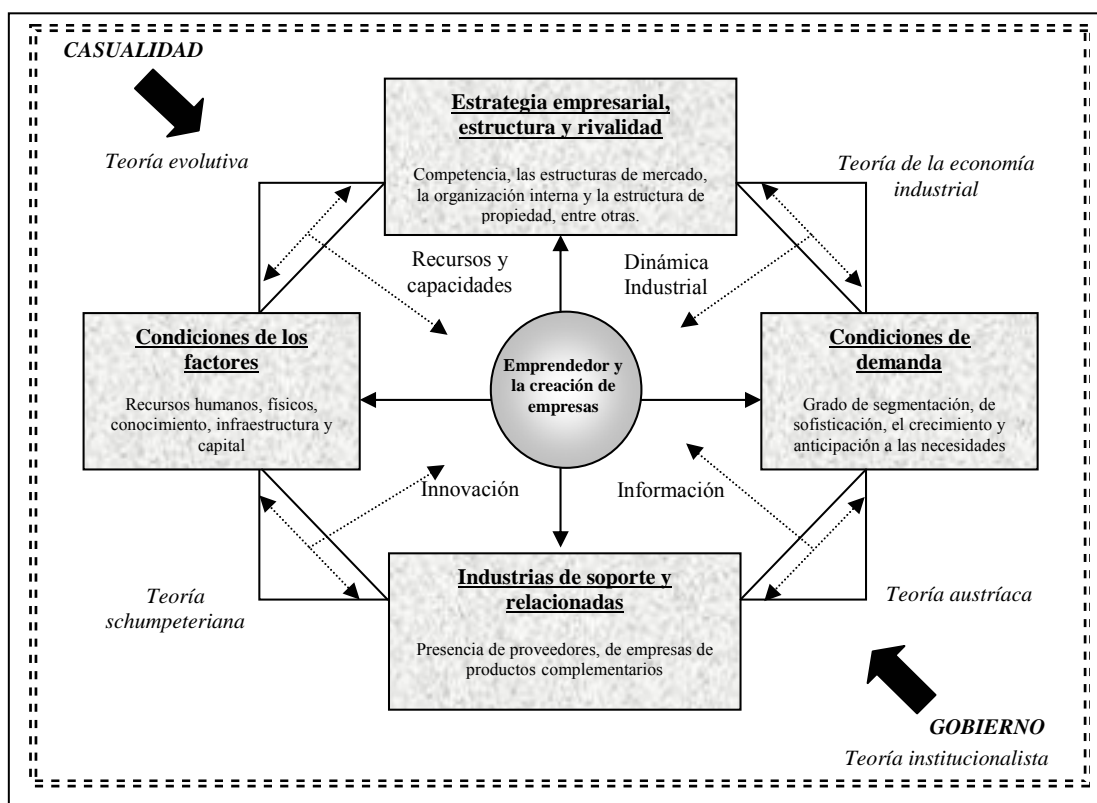 CASUALIDAD
Teoría evolutiva
Estrategia empresarial,
estructura y rivalidad
Competencia, las estructuras de mercado,
la organización interna y la estructura de
propiedad, entre otras.
Teoría de la economía
industrial
Recursos y
capacidades
Dinámica
Industrial
Condiciones de los
factores
Recursos humanos, físicos,
conocimiento, infraestructura y
capital
Emprendedor y
la creación de
empresas
Condiciones de
demanda
Grado de segmentación, de
sofisticación, el crecimiento y
anticipación a las necesidades
Innovación
Información
Teoría
schumpeteriana
Industrias de soporte y
relacionadas
Presencia de proveedores, de empresas de
productos complementarios
Teoría austríaca
GOBIERNO
Teoría institucionalista